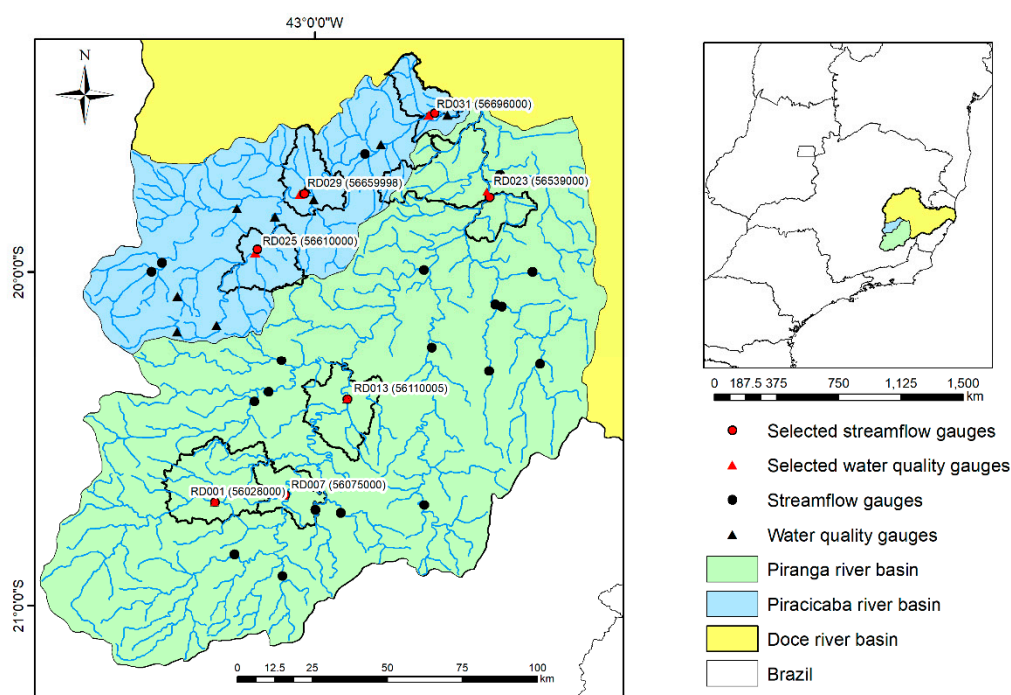 43°0'0"W
N
RD031 (56696000)
RD029 (56659998)
RD023 (56539000)
RD025 (56610000)
20°0'0"S
RD013 (56110005)
RD007 (56075000)
RD001 (56028000)
21°0'0"S
0 12.5 25 50 75 100
km
0 187.5 375 750 1,125 1,500
km
Selected streamflow gauges
Selected water quality gauges
Streamflow gauges
Water quality gauges
Piranga river basin
Piracicaba river basin
Doce river basin
Brazil